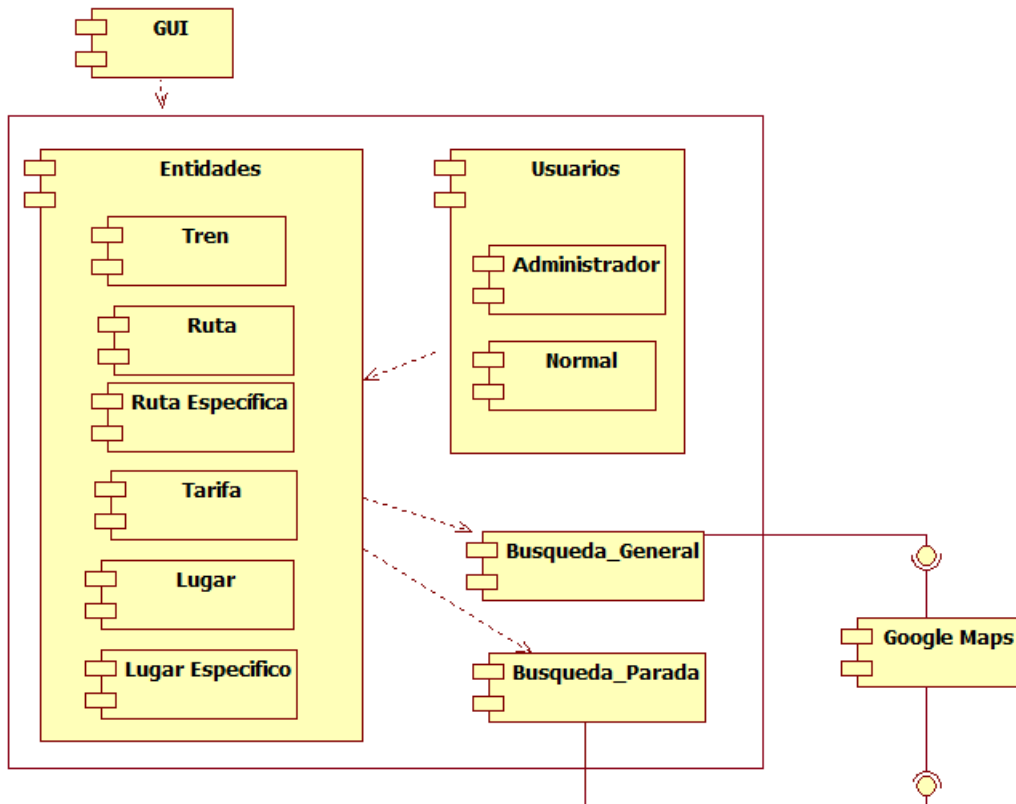 GUI
Entidades
Tren
Ruta
Ruta Específica
Tarifa
Lugar
Lugar Especifico
Usuarios
Administrador
Normal
Busqueda_General
Busqueda_Parada
Google Maps